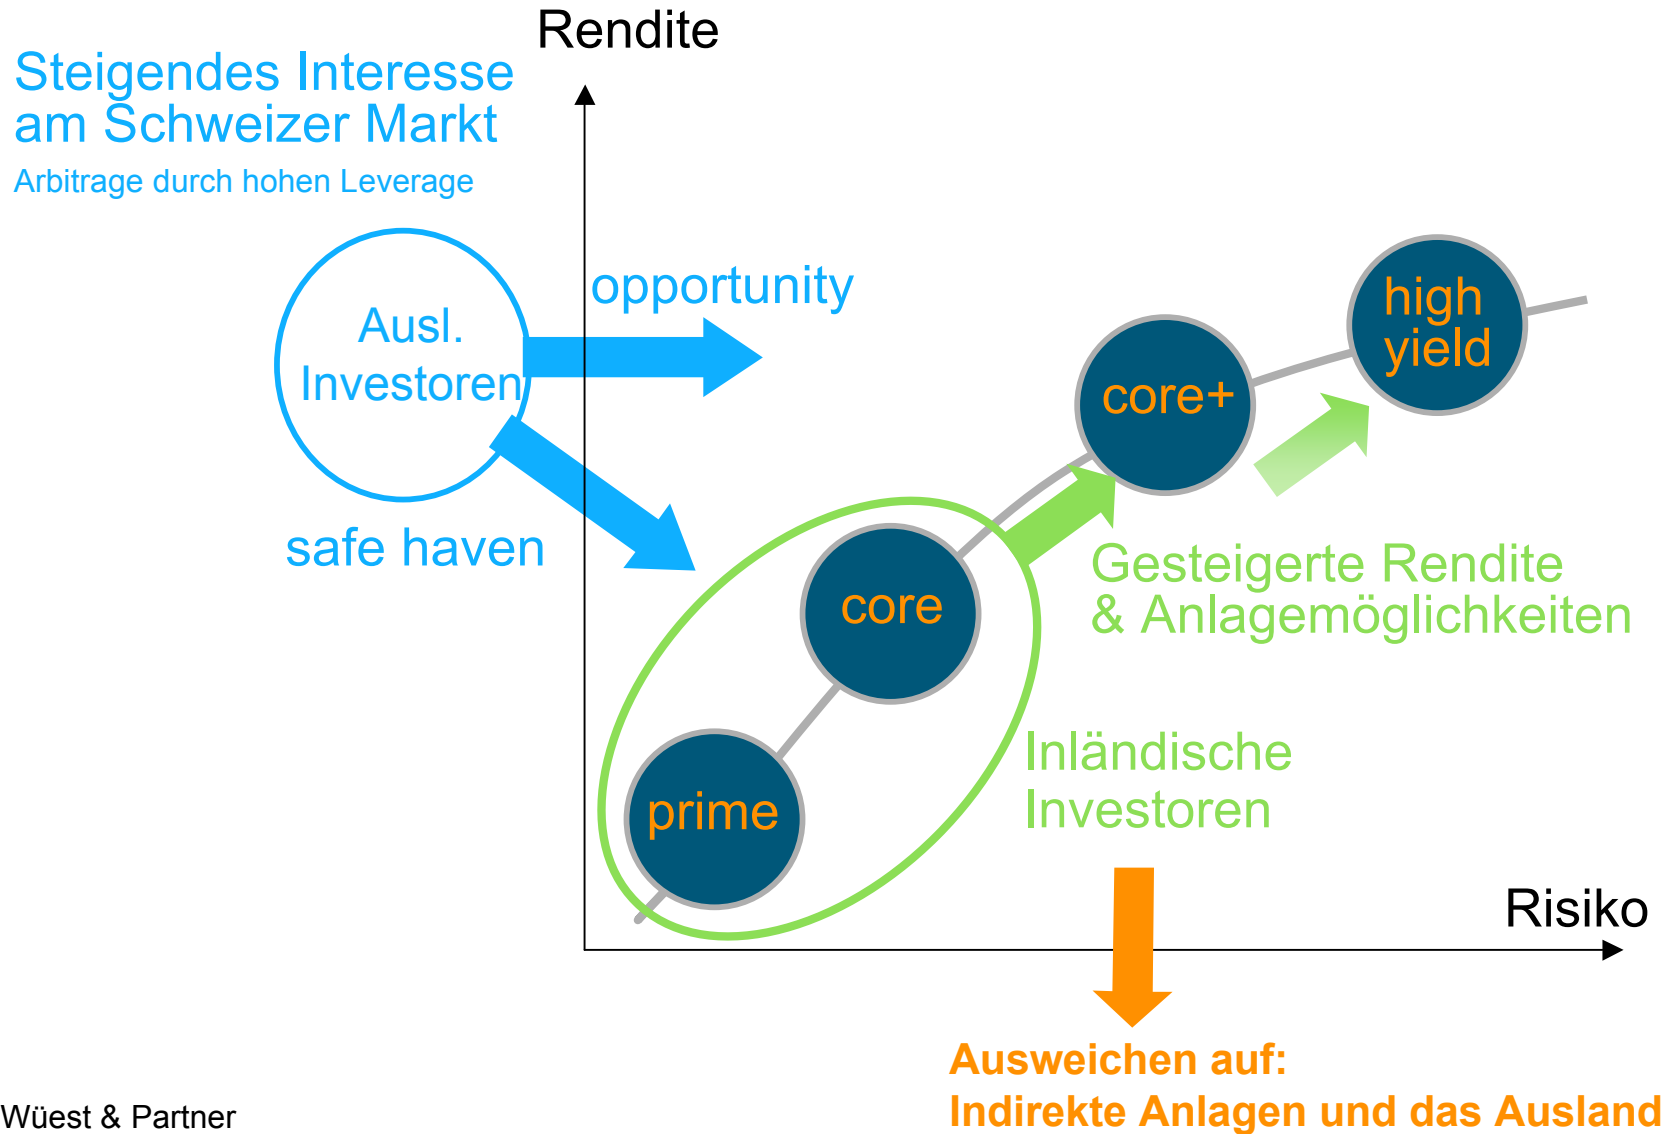 Rendite
Steigendes Interesse
am Schweizer Markt
Arbitrage durch hohen Leverage
opportunity
Ausl.
Investoren
safe haven
high
yield
core+
core
prime
Gesteigerte Rendite
& Anlagemöglichkeiten
Inländische
Investoren
Risiko
Ausweichen auf:
Indirekte Anlagen und das Ausland
Wüest & Partner